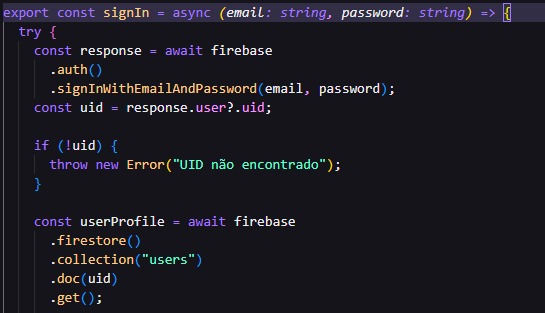 export const signIn = async (email: string, password: string) => {
  try {
    const response = await firebase
      .auth()
      .signInWithEmailAndPassword(email, password);
    const uid = response.user?.uid;

    if (!uid) {
      throw new Error("UID não encontrado");
    }

    const userProfile = await firebase
      .firestore()
      .collection("users")
      .doc(uid)
      .get();